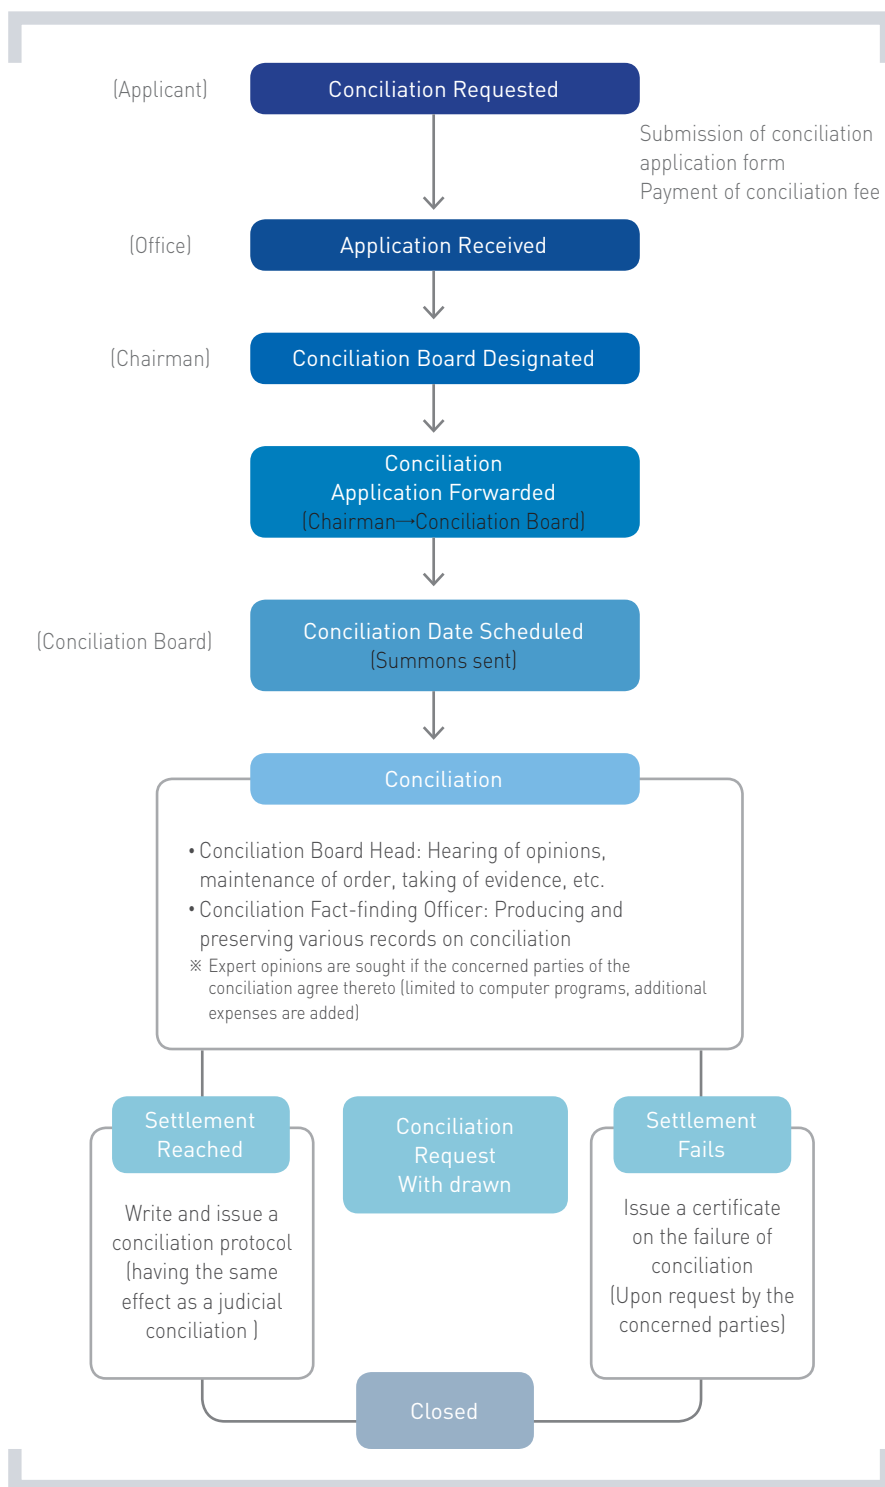 (Applicant)
Conciliation Requested
Submission of conciliation
application form
Payment of conciliation fee
(Office)
Application Received
(Chairman)
Conciliation Board Designated
Conciliation
Application Forwarded
(Chairman→Conciliation Board)
(Conciliation Board)
Conciliation Date Scheduled
(Summons sent)
Conciliation
• Conciliation Board Head: Hearing of opinions,
maintenance of order, taking of evidence, etc.
• Conciliation Fact-finding Officer: Producing and
preserving various records on conciliation
※ Expert opinions are sought if the concerned parties of the
conciliation agree thereto (limited to computer programs, additional
expenses are added)
Settlement
Reached
Write and issue a
conciliation protocol
(having the same
effect as a judicial
conciliation )
Conciliation
Request
With drawn
Settlement
Fails
Issue a certificate
on the failure of
conciliation
(Upon request by the
concerned parties)
Closed